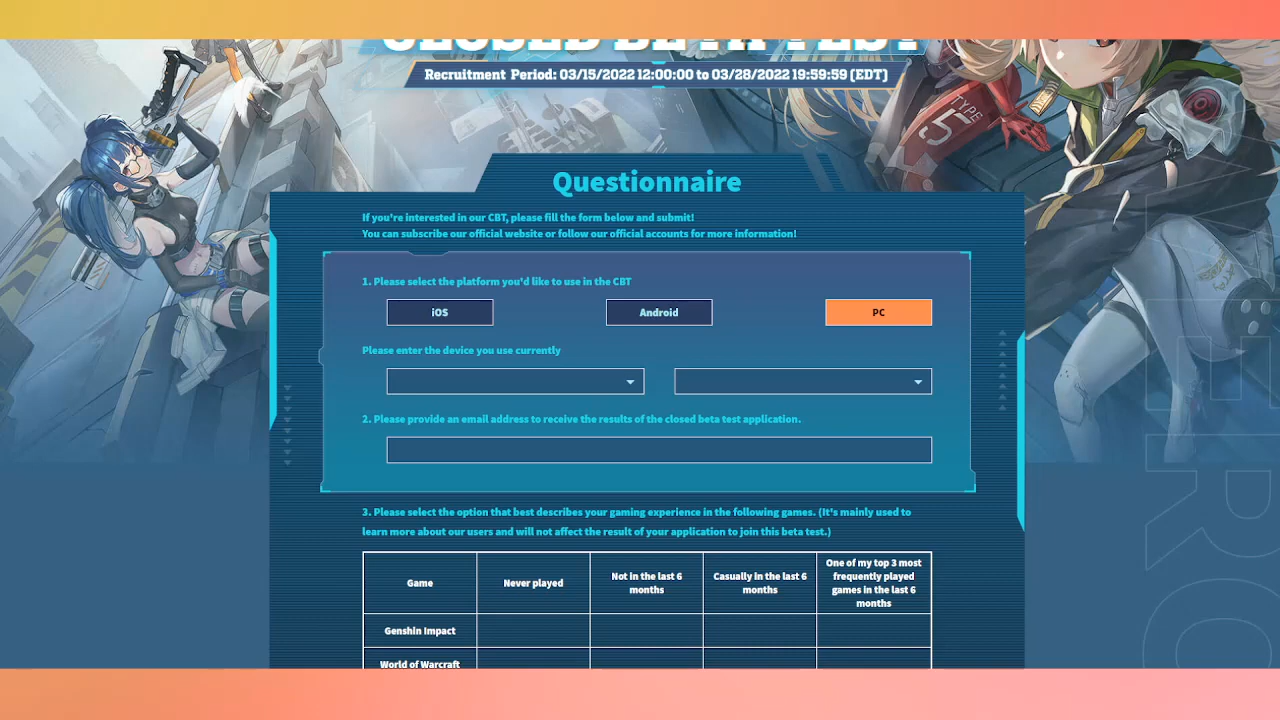 CLOSED BETA TEST
Recruitment Period: 03/15/2022 12:00:00 to 03/28/2022 19:59:59 (EDT)
TYPE
5
Questionnaire
If you're interested in our CBT, please fill the form below and submit!
You can subscribe our official website or follow our official accounts for more information!
1. Please select the platform you'd like to use in the CBT
iOS
Android
PC
Please enter the device you use currently
2. Please provide an email address to receive the results of the closed beta test application.
3. Please select the option that best describes your gaming experience in the following games. (It's mainly used to
learn more about our users and will not affect the result of your application to join this beta test.)
Game
Never played
Not in the last 6
months
Casually in the last 6
months
One of my top 3 most
frequently played
games in the last 6
months
Genshin Impact
World of Warcraft